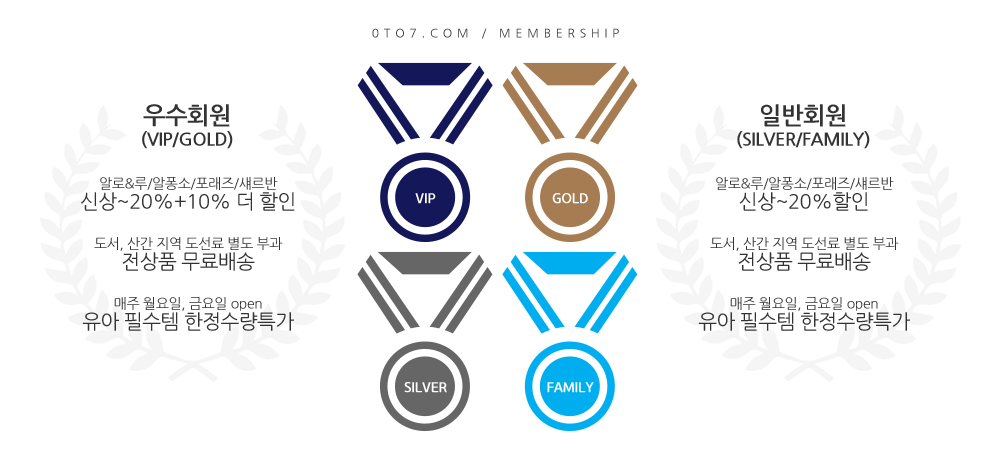 0TO7.COM / MEMBERSHIP
우수회원
(VIP/GOLD)
알로&루/알퐁소/포래즈/섀르반
신상~20%+10% 더 할인
도서, 산간 지역 도선료 별도 부과
전상품 무료배송
매주 월요일, 금요일 open
유아 필수템 한정수량특가
VIP
GOLD
SILVER
FAMILY
일반회원
(SILVER/FAMILY)
알로&루/알퐁소/포래즈/섀르반
신상~20%할인
도서, 산간 지역 도선료 별도 부과
전상품 무료배송
매주 월요일, 금요일 open
유아 필수템 한정수량특가